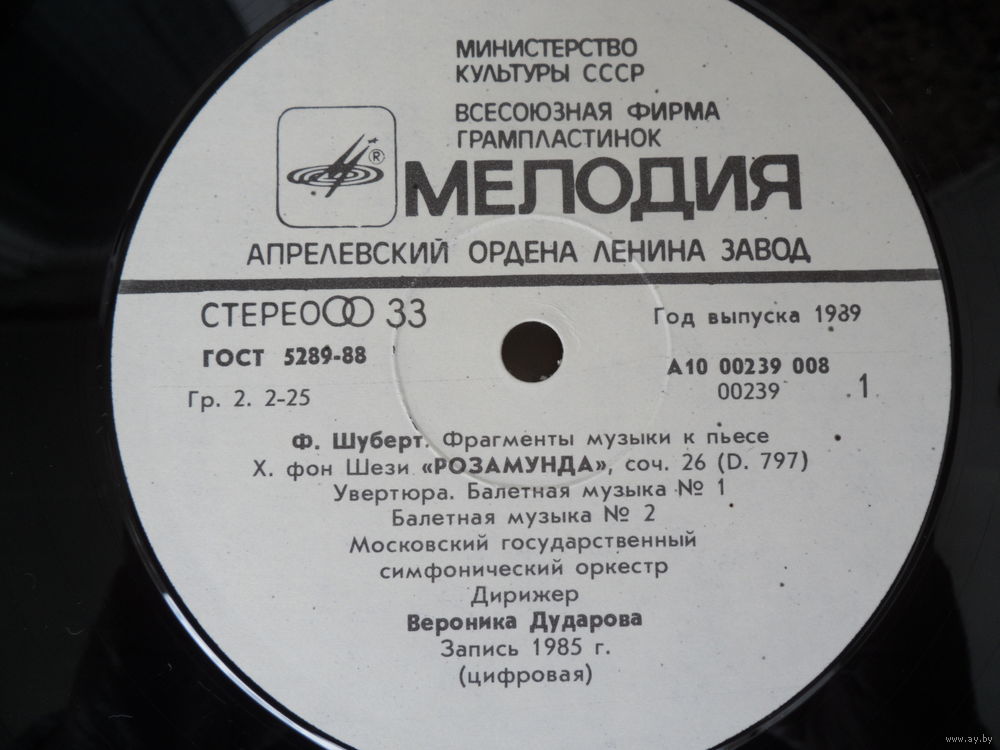 МИНИСТЕРСТВО
КУЛЬТУРЫ СССР
ВСЕСОЮЗНАЯ ФИРМА
ГРАМПЛАСТИНОК
®
МЕЛОДИЯ
АПРЕЛЕВСКИЙ ОРДЕНА ЛЕНИНА ЗАВОД
СТЕРЕО 33
Год выпуска 1989
ГОСТ 5289-88
А10 00239 008
Гр. 2. 2-25
00239
1
Ф. Шуберт. Фрагменты музыки к пьесе
Х. фон Шези «РОЗАМУНДА», соч. 26 (D. 797)
Увертюра. Балетная музыка № 1
Балетная музыка № 2
Московский государственный
симфонический оркестр
Дирижер
Вероника Дударова
Запись 1985 г.
(цифровая)
www.ay.by